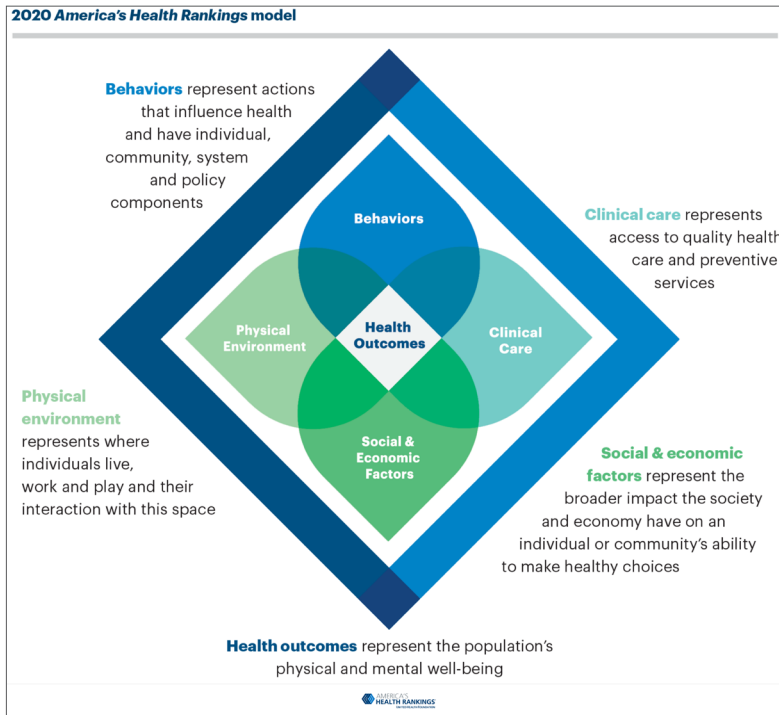 2020 America's Health Rankings model
Behaviors represent actions
that influence health
and have individual,
community, system
and policy
components
Clinical care represents
access to quality health
care and preventive
services
Behaviors
Physical
Environment
Health
Outcomes
Clinical
Care
Social &
Economic
Factors
Physical
environment
represents where
individuals live,
work and play and their
interaction with this space
Social & economic
factors represent the
broader impact the society
and economy have on an
individual or community's ability
to make healthy choices
Health outcomes represent the population's
physical and mental well-being
AMERICA'S
HEALTH RANKINGS